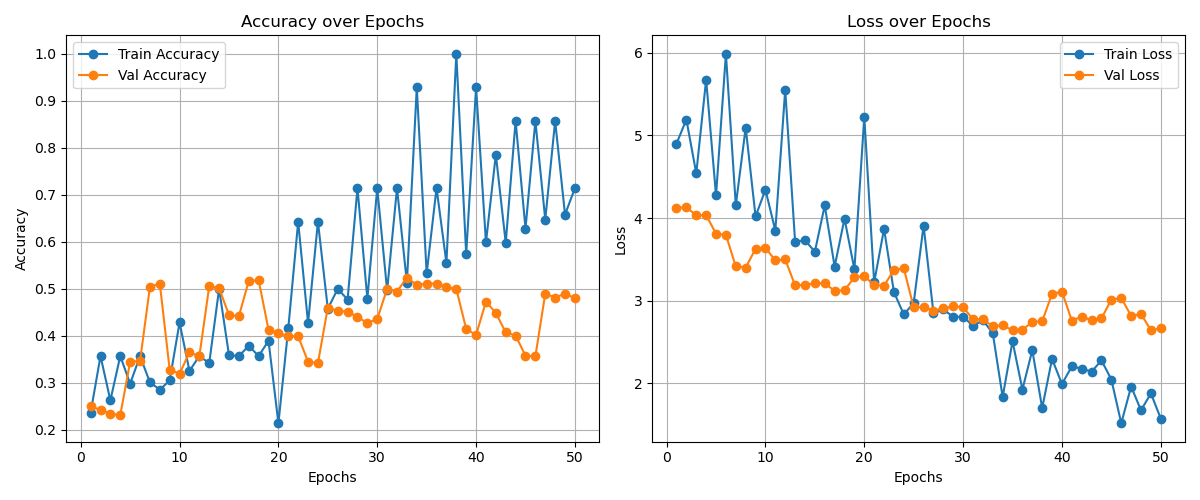 Accuracy over Epochs
Train Accuracy
Val Accuracy
1.0
0.9
0.8
0.7
0.6
0.5
0.4
0.3
0.2
Accuracy
0 10 20 30 40 50
Epochs
Loss over Epochs
Train Loss
Val Loss
6
5
4
3
2
Loss
0 10 20 30 40 50
Epochs